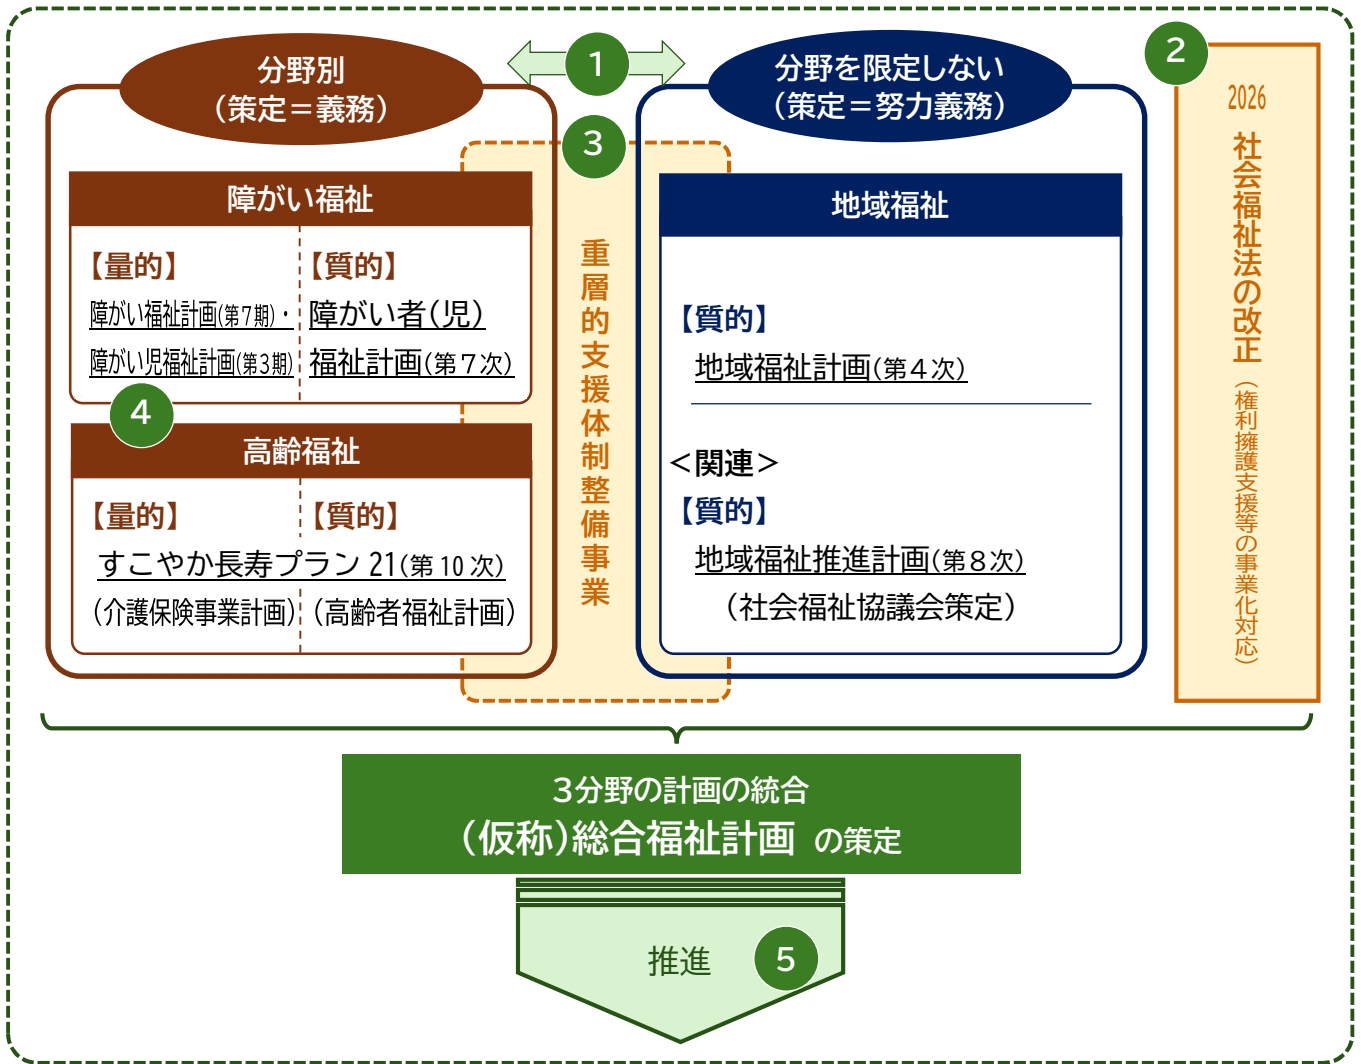 分野別
（策定＝義務）
1
分野を限定しない
（策定＝努力義務）
2
2026 社会福祉法の改正（権利擁護支援等の事業化対応）
3
重層的支援体制整備事業
障がい福祉
【量的】
障がい福祉計画(第７期)・
障がい児福祉計画(第３期)
【質的】
障がい者（児）
福祉計画（第７次）
4
高齢福祉
【量的】
【質的】
すこやか長寿プラン 21（第 10 次）
（介護保険事業計画）
（高齢者福祉計画）
地域福祉
【質的】
地域福祉計画（第４次）
＜関連＞
【質的】
地域福祉推進計画（第８次）
（社会福祉協議会策定）
３分野の計画の統合
（仮称）総合福祉計画 の策定
推進
5